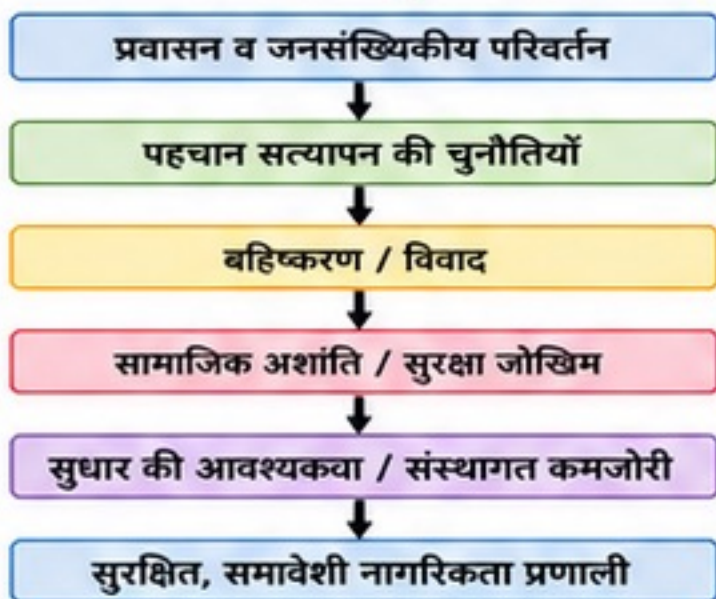 प्रवासन व जनसंख्यिकीय परिवर्तन
पहचान सत्यापन की चुनौतियों
बहिष्करण / विवाद
सामाजिक अशांति / सुरक्षा जोखिम
सुधार की आवश्यकवा / संस्थागत कमजोरी
सुरक्षित, समावेशी नागरिकता प्रणाली